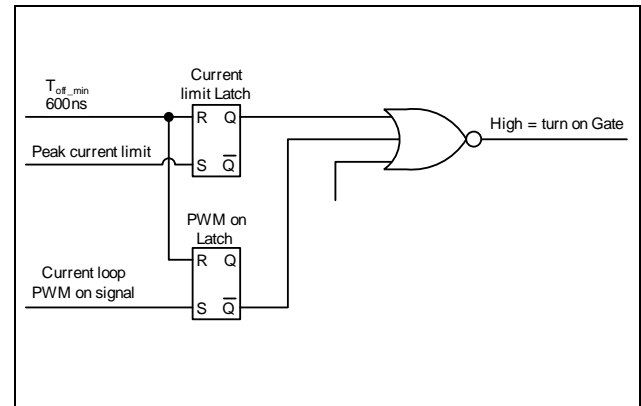 T_off_min
600ns
Peak current limit
Current
limit Latch
R Q
S Q̅
PWM on
Latch
R Q
S Q̅
Current loop
PWM on signal
High = turn on Gate